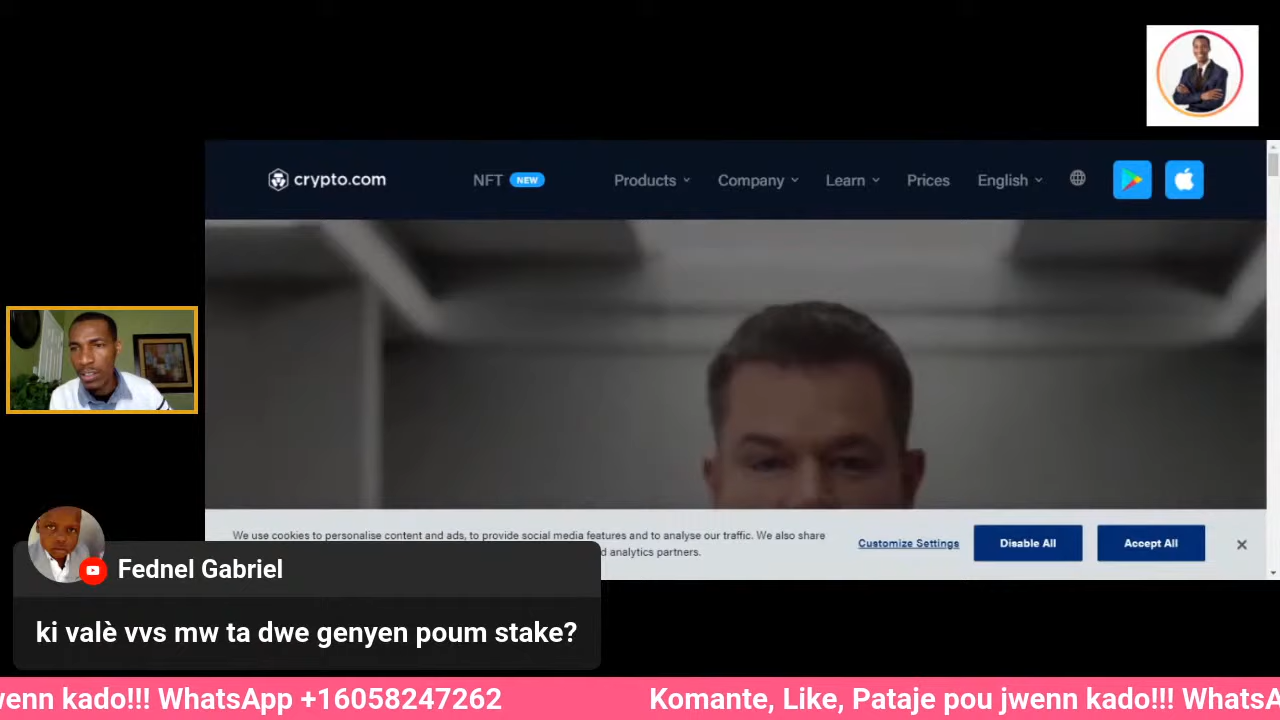 crypto.com
NFT NEW Products Company Learn Prices English
We use cookies to personalise content and ads, to provide social media features and to analyse our traffic. We also share
d analytics partners.
Customize Settings Disable All Accept All
Fednel Gabriel
ki valè vvs mw ta dwe genyen poum stake?
wenn kado!!! WhatsApp +16058247262 Komante, Like, Pataje pou jwenn kado!!! WhatsA